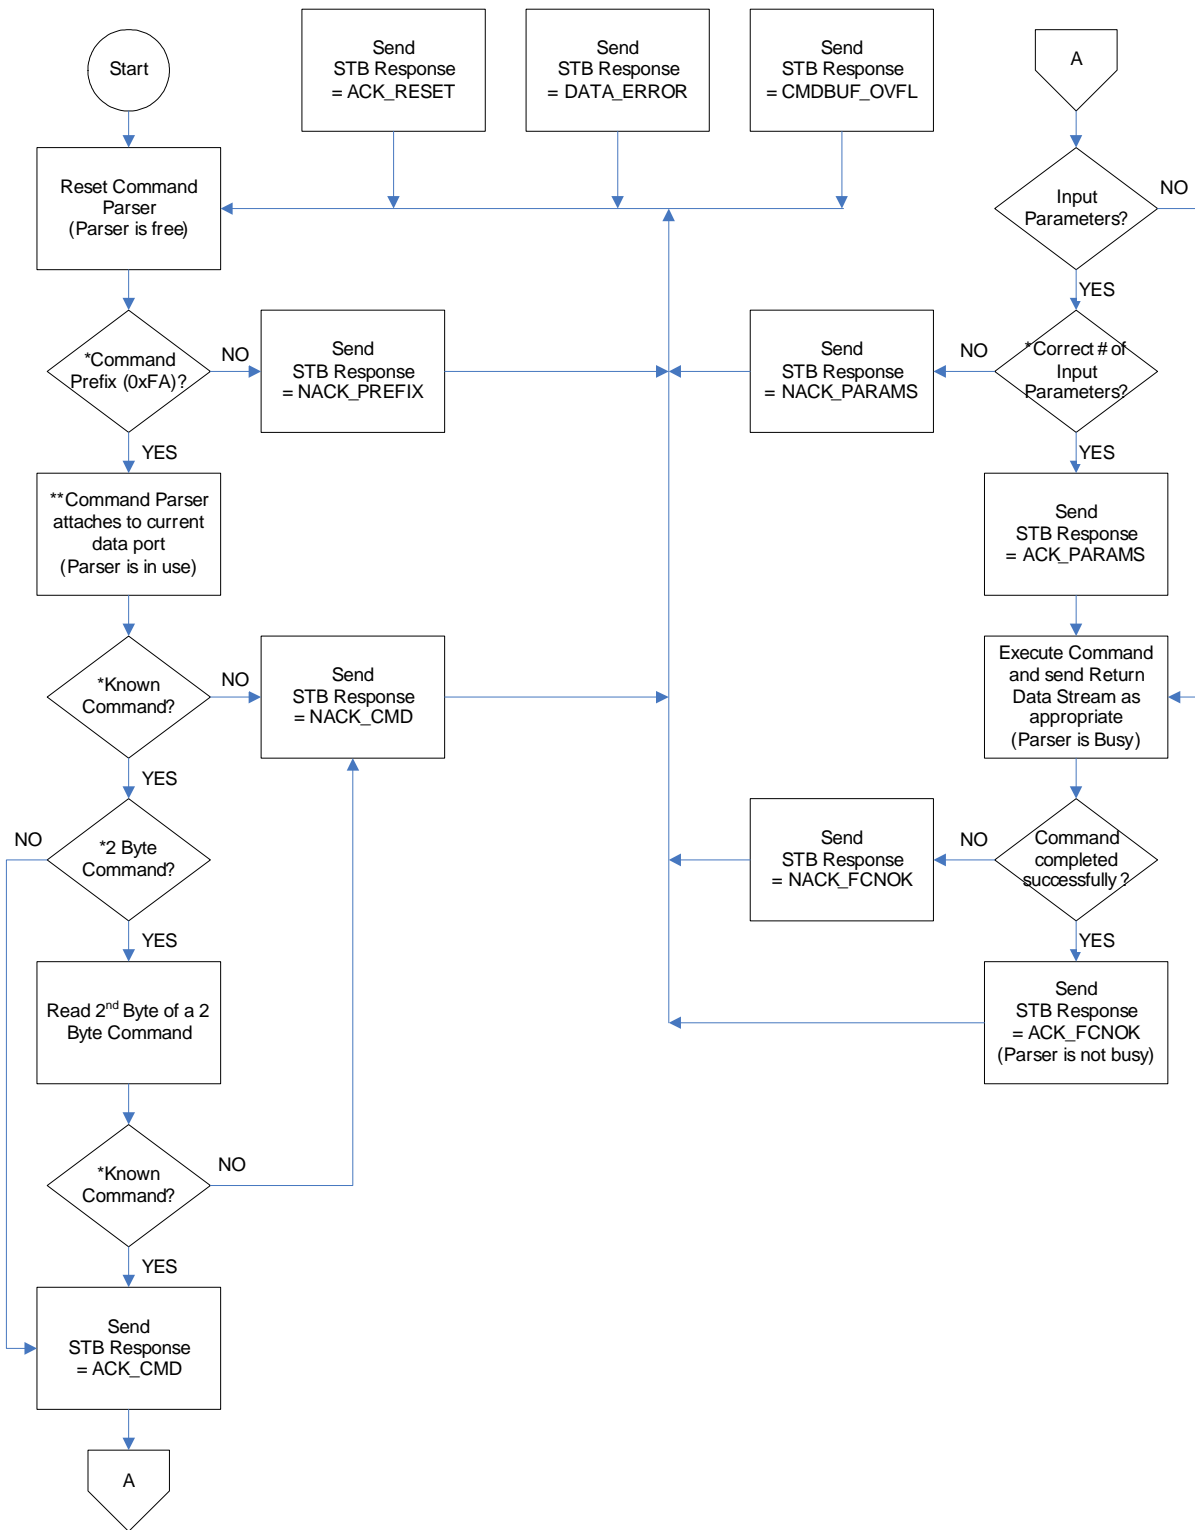 Start
Send
STB Response
= ACK_RESET
Send
STB Response
= DATA_ERROR
Send
STB Response
= CMDBUF_OVFL
A
Reset Command
Parser
(Parser is free)
Input
Parameters?
NO
YES
*Command
Prefix (0xFA)?
NO
Send
STB Response
= NACK_PREFIX
Send
STB Response
= NACK_PARAMS
NO
*Correct # of
Input
Parameters?
YES
YES
**Command Parser
attaches to current
data port
(Parser is in use)
Send
STB Response
= ACK_PARAMS
*Known
Command?
NO
Send
STB Response
= NACK_CMD
Execute Command
and send Return
Data Stream as
appropriate
(Parser is Busy)
YES
NO
*2 Byte
Command?
Send
STB Response
= NACK_FCNOK
NO
Command
completed
successfully?
YES
YES
Read 2nd Byte of a 2
Byte Command
Send
STB Response
= ACK_FCNOK
(Parser is not busy)
*Known
Command?
NO
YES
Send
STB Response
= ACK_CMD
A